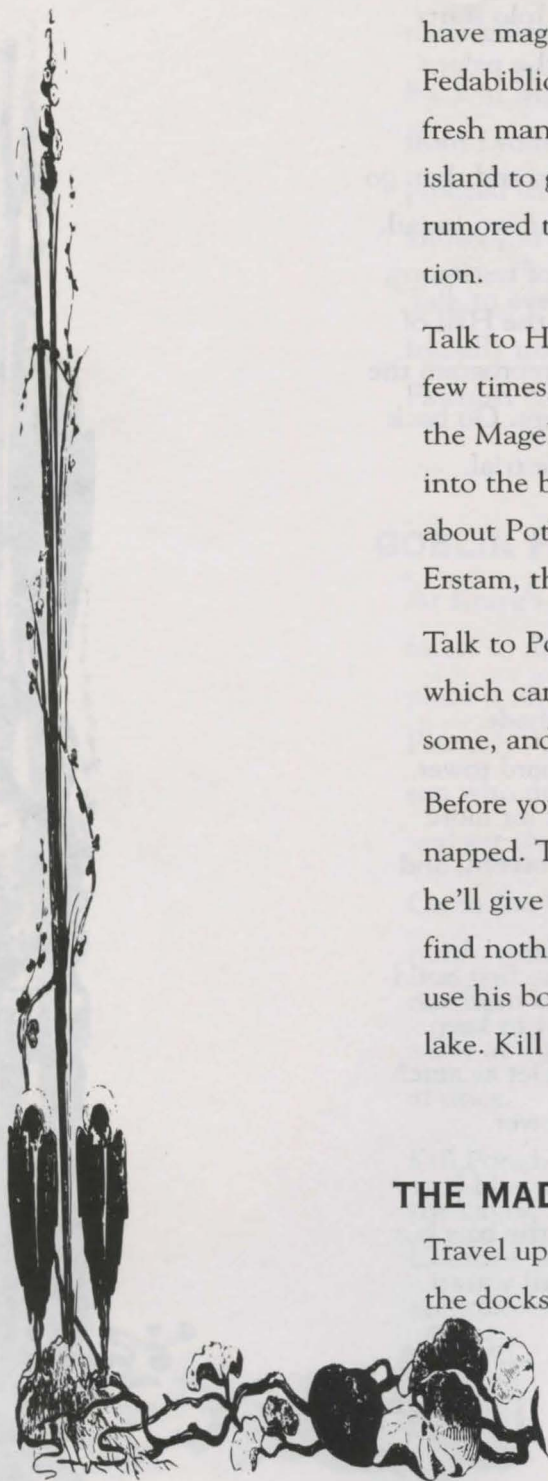 have mag
Fedabiblio
fresh man
island to g
rumored t
tion.
Talk to H
few times
the Mage
into the b
about Pot
Erstam, th
Talk to Po
which can
some, and
Before yo
napped. T
he'll give
find noth
use his bo
lake. Kill
THE MAD
Travel up
the docks